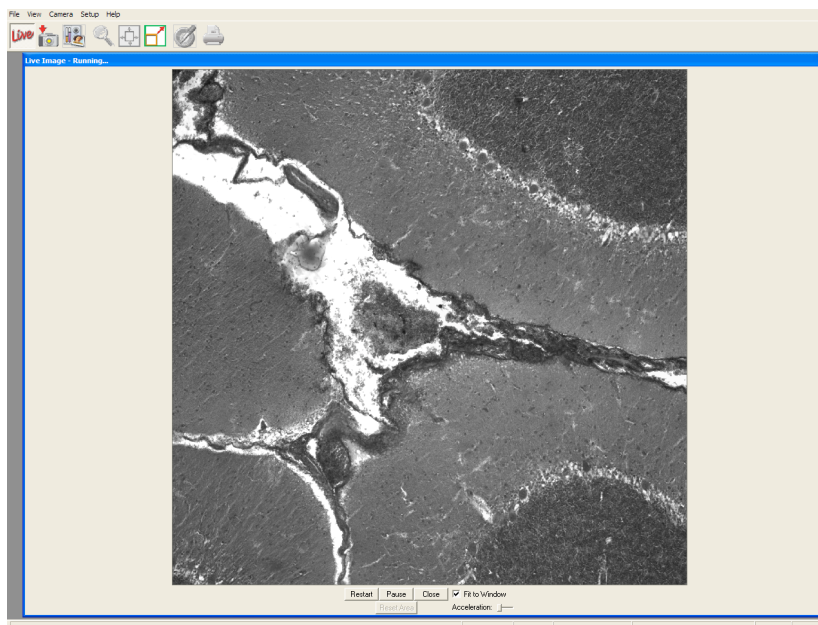 File View Camera Setup Help
Live
Live Image - Running...
Restart Pause Close Fit to Window
Reset Area Acceleration: